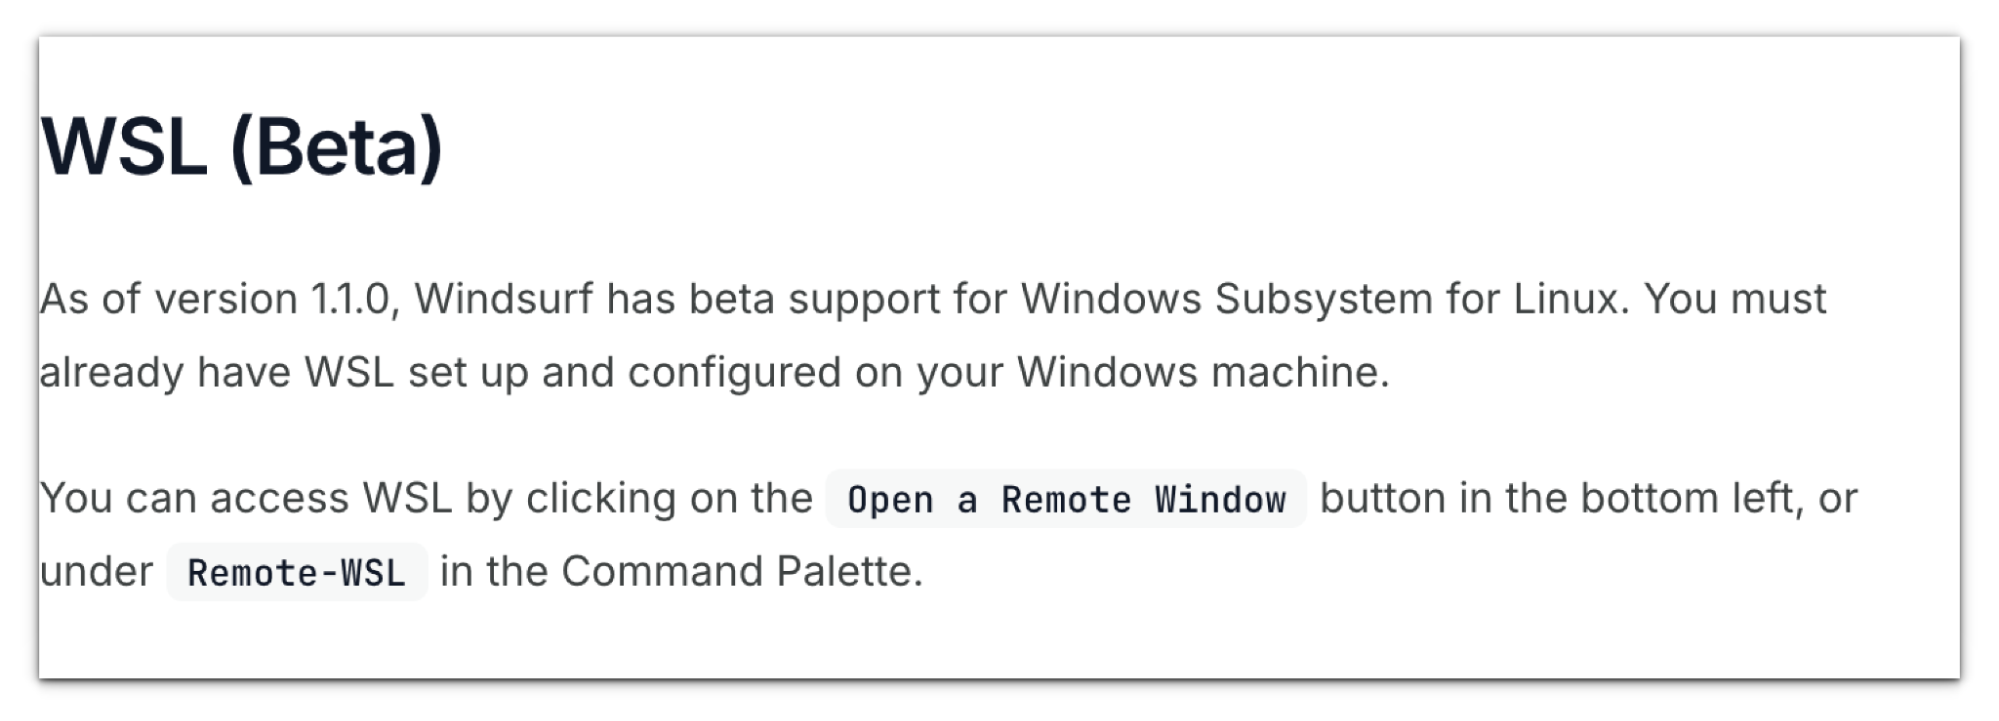 WSL (Beta)
As of version 1.1.0, Windsurf has beta support for Windows Subsystem for Linux. You must
already have WSL set up and configured on your Windows machine.
You can access WSL by clicking on the Open a Remote Window button in the bottom left, or
under Remote-WSL in the Command Palette.